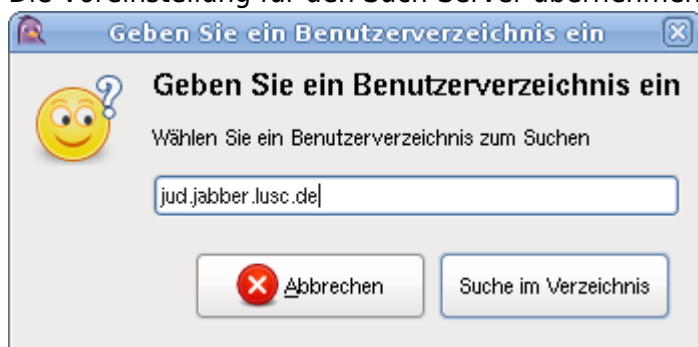 Die Voreinstellung für den Such-Server übernehmen
Geben Sie ein Benutzerverzeichnis ein
Geben Sie ein Benutzerverzeichnis ein
Wählen Sie ein Benutzerverzeichnis zum Suchen
jud.jabber.lusc.de
Abbrechen
Suche im Verzeichnis